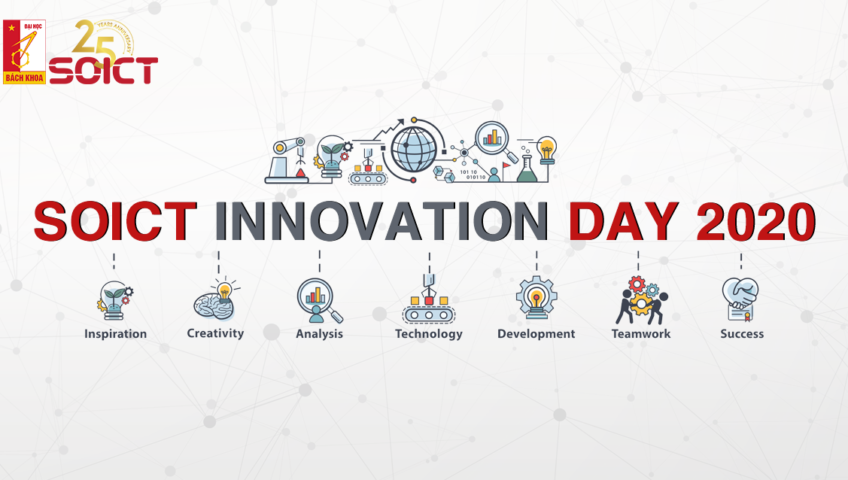 ĐẠI HỌC
BÁCH KHOA
25
YEARS ANNIVERSARY
SOICT
101 10
010110
SOICT INNOVATION DAY 2020
Inspiration
Creativity
Analysis
Technology
Development
Teamwork
Success